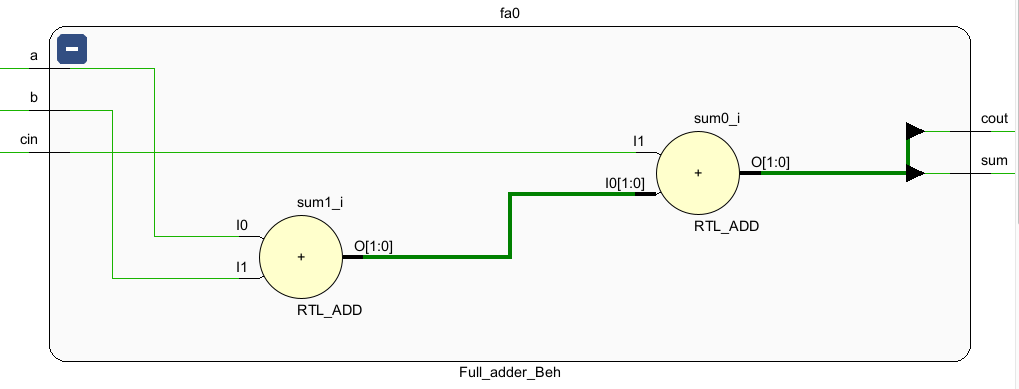 fa0
a
b
cin
sum1_i
I0
I1
+
O[1:0]
RTL_ADD
sum0_i
I1
I0[1:0]
+
O[1:0]
RTL_ADD
cout
sum
Full_adder_Beh